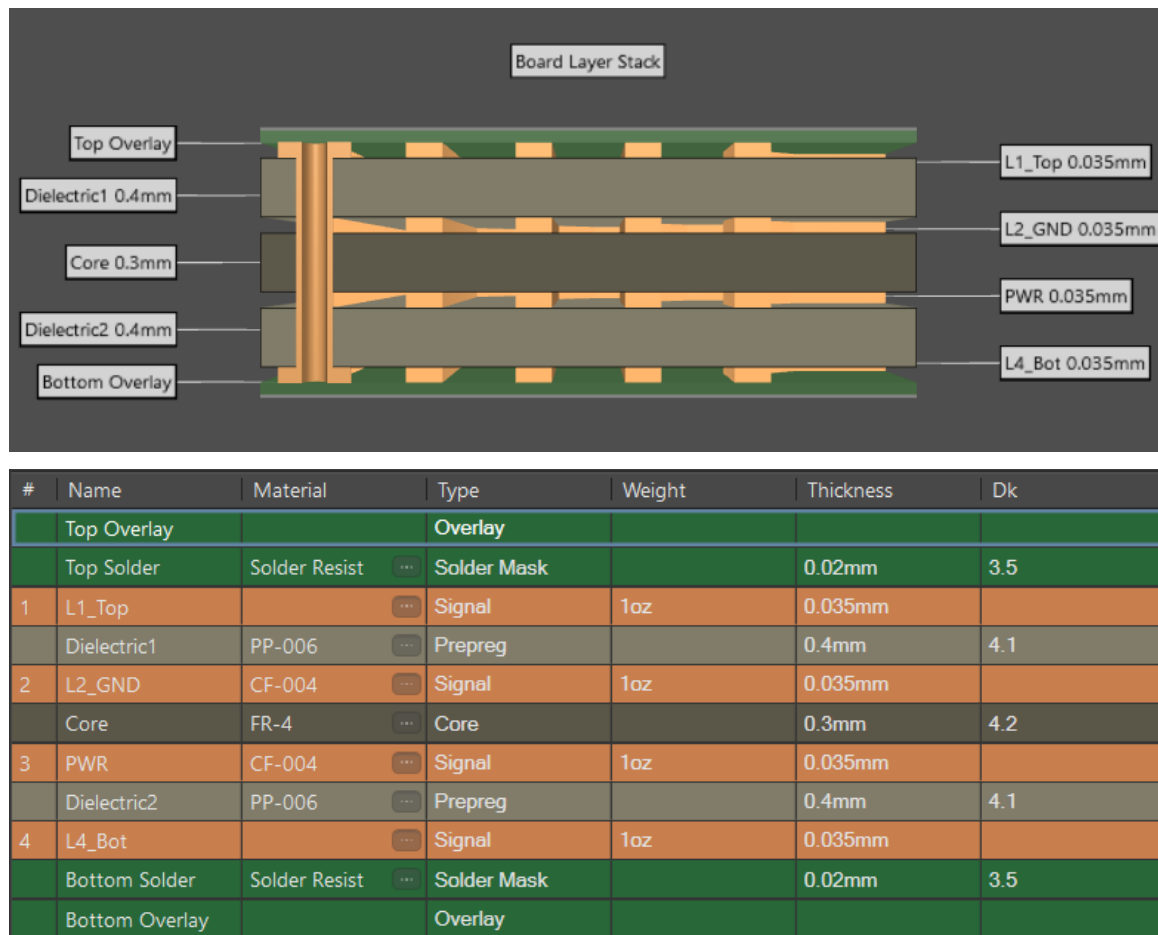 Board Layer Stack
Top Overlay
L1_Top 0.035mm
Dielectric1 0.4mm
L2_GND 0.035mm
Core 0.3mm
PWR 0.035mm
Dielectric2 0.4mm
L4_Bot 0.035mm
Bottom Overlay
# Name Material Type Weight Thickness Dk
Top Overlay Overlay
Top Solder Solder Resist ... Solder Mask 0.02mm 3.5
1 L1_Top ... Signal 1oz 0.035mm
Dielectric1 PP-006 ... Prepreg 0.4mm 4.1
2 L2_GND CF-004 ... Signal 1oz 0.035mm
Core FR-4 ... Core 0.3mm 4.2
3 PWR CF-004 ... Signal 1oz 0.035mm
Dielectric2 PP-006 ... Prepreg 0.4mm 4.1
4 L4_Bot ... Signal 1oz 0.035mm
Bottom Solder Solder Resist ... Solder Mask 0.02mm 3.5
Bottom Overlay Overlay